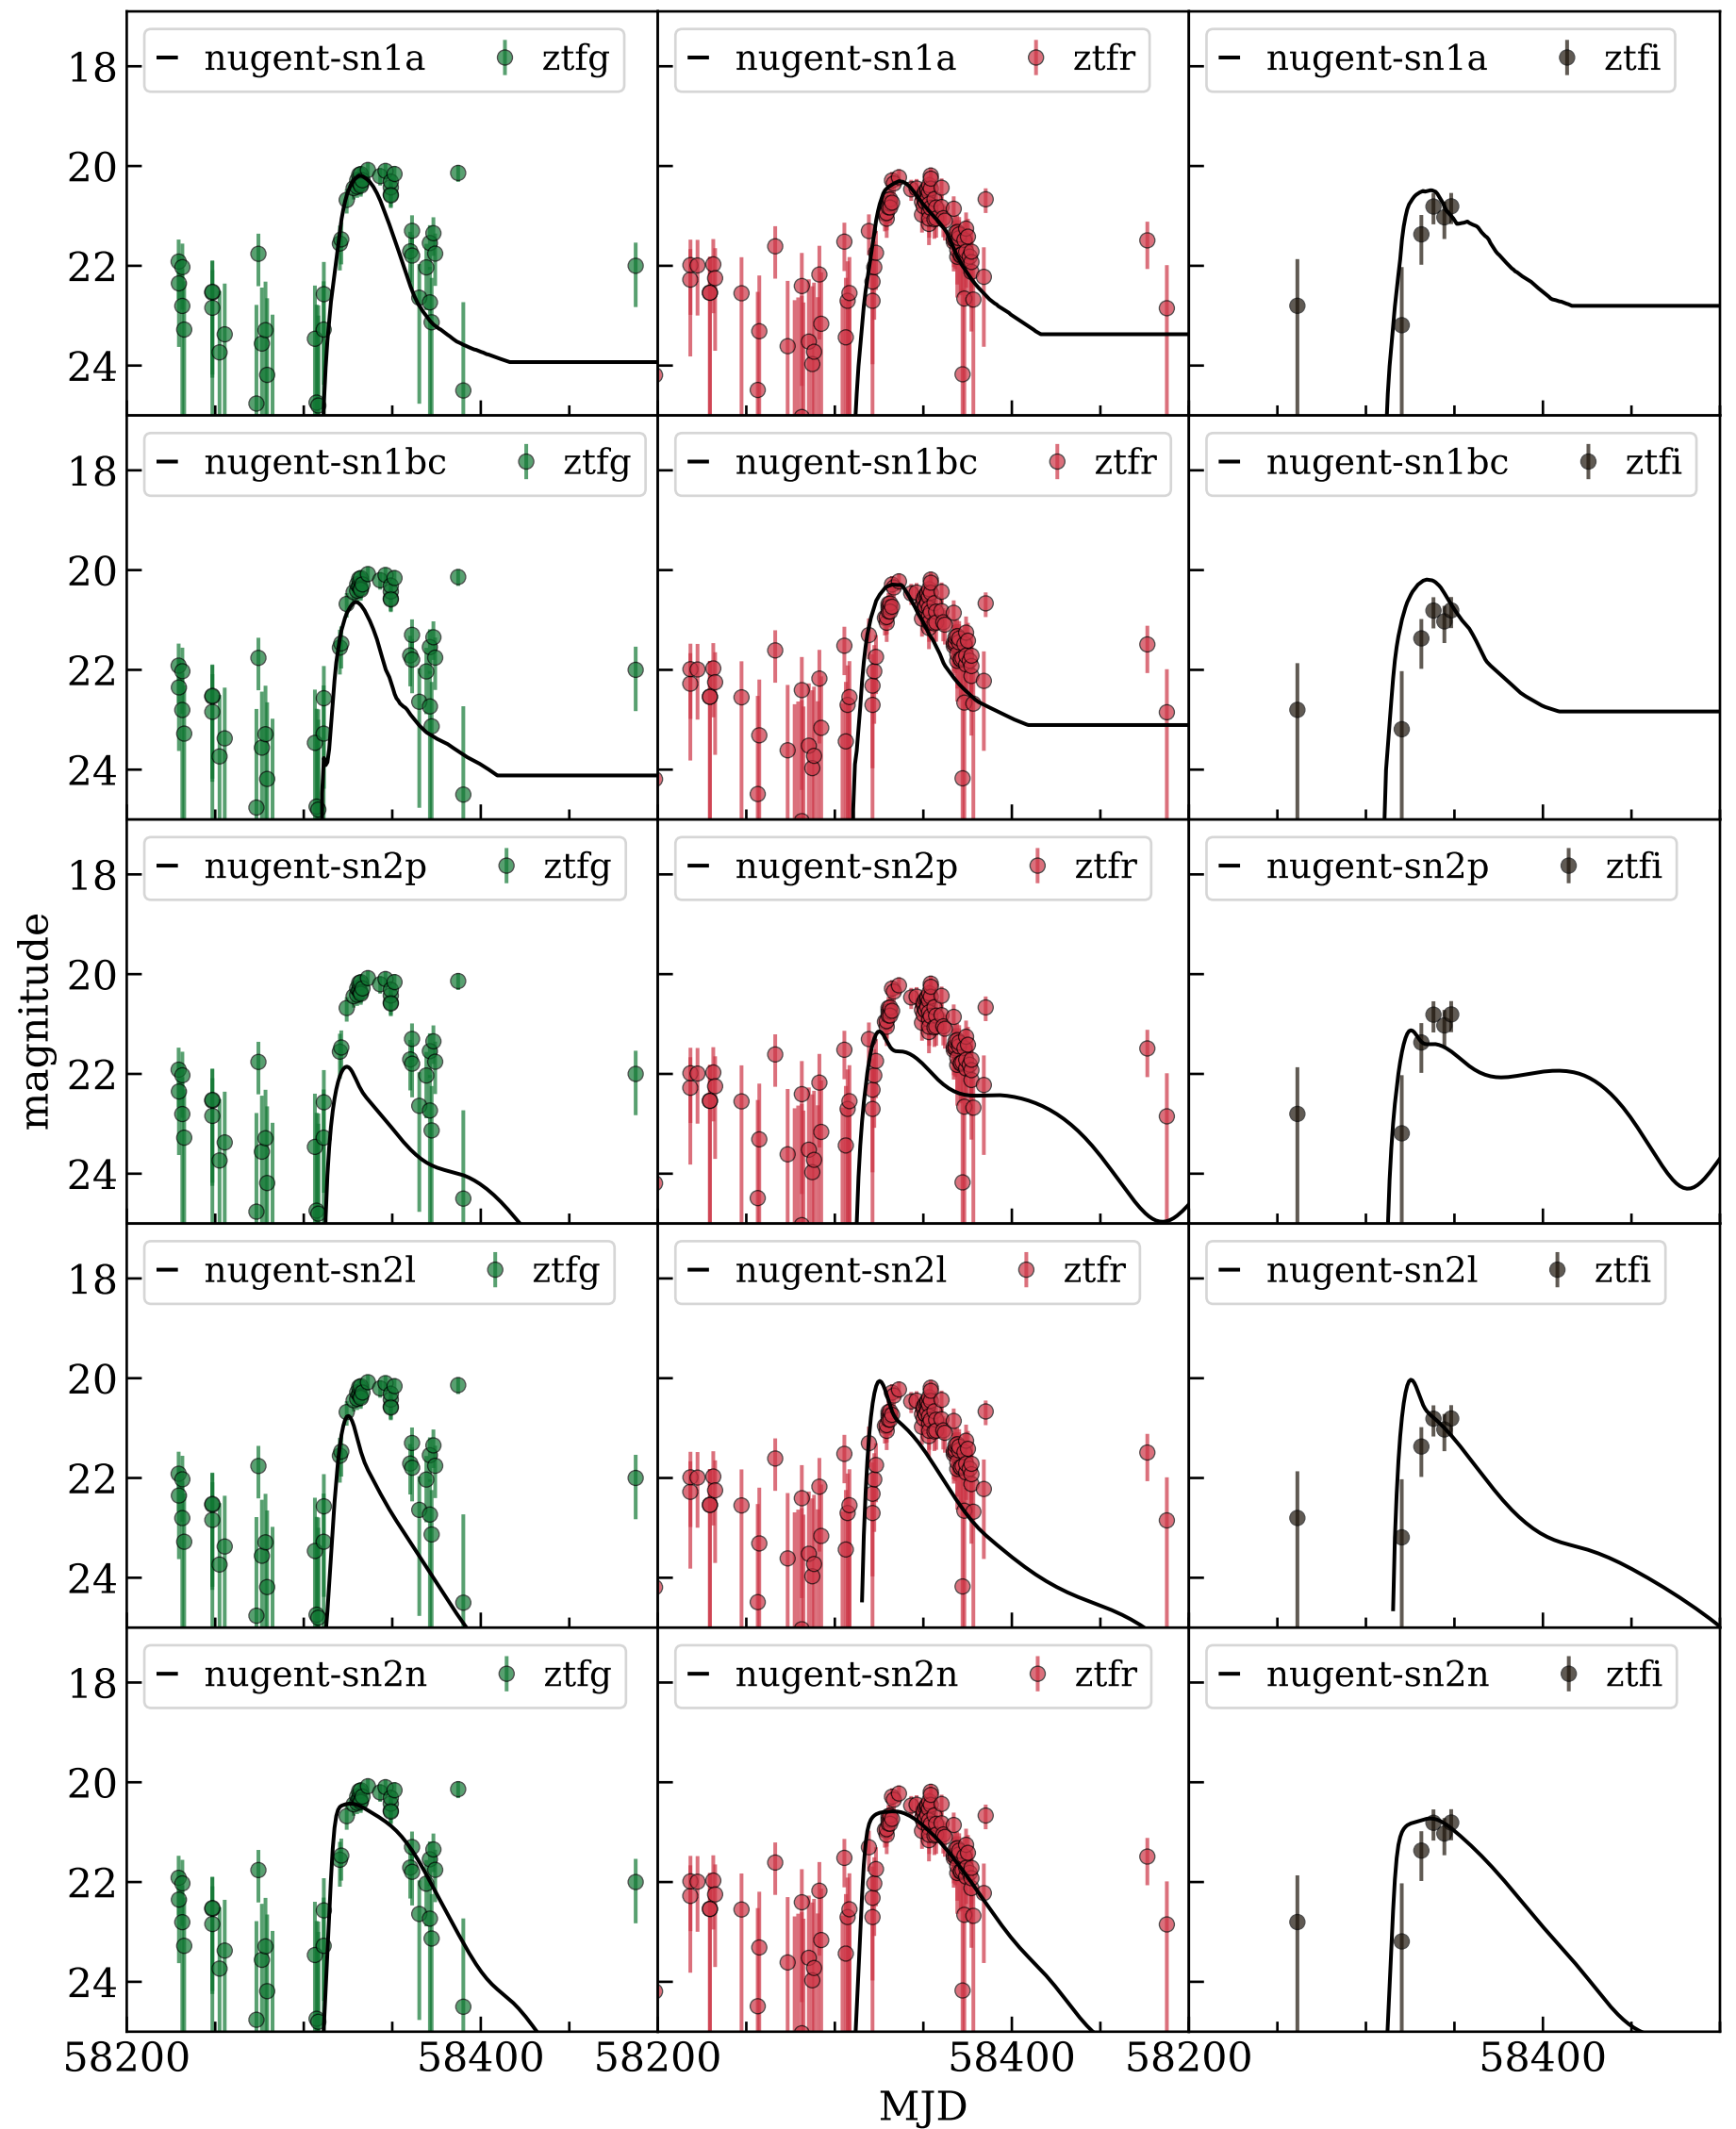 nugent-sn1a ztfg nugent-sn1a ztfr nugent-sn1a ztfi
18
20
22
24
nugent-sn1bc ztfg nugent-sn1bc ztfr nugent-sn1bc ztfi
18
20
22
24
nugent-sn2p ztfg nugent-sn2p ztfr nugent-sn2p ztfi
18
magnitude
20
22
24
nugent-sn2l ztfg nugent-sn2l ztfr nugent-sn2l ztfi
18
20
22
24
nugent-sn2n ztfg nugent-sn2n ztfr nugent-sn2n ztfi
18
20
22
24
58200 58400 58200 58400 58200 58400
MJD